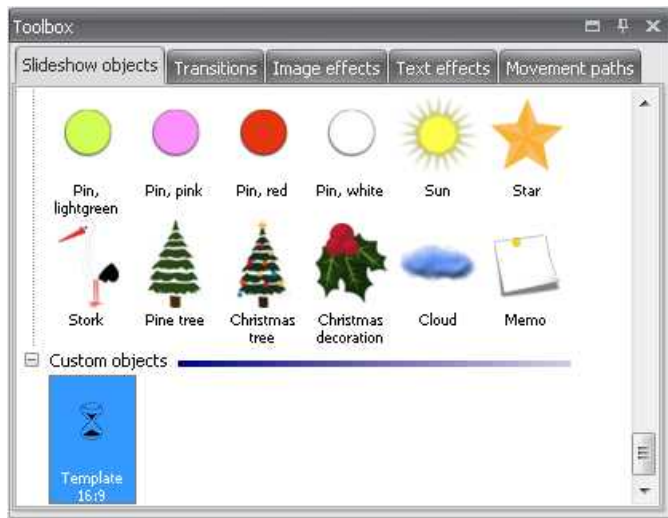 Toolbox
Slideshow objects Transitions Image effects Text effects Movement paths
Pin, lightgreen
Pin, pink
Pin, red
Pin, white
Sun
Star
Stork
Pine tree
Christmas tree
Christmas decoration
Cloud
Memo
Custom objects
Template
16:9